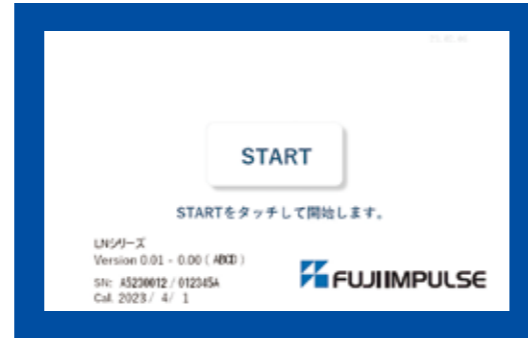 START
STARTをタッチして開始します。
LNシリーズ
Version 0.01 - 0.00 ( ABCD )
SN: A5230012 / 012345A
Cal. 2023 / 4 / 1
FUJIIMPULSE